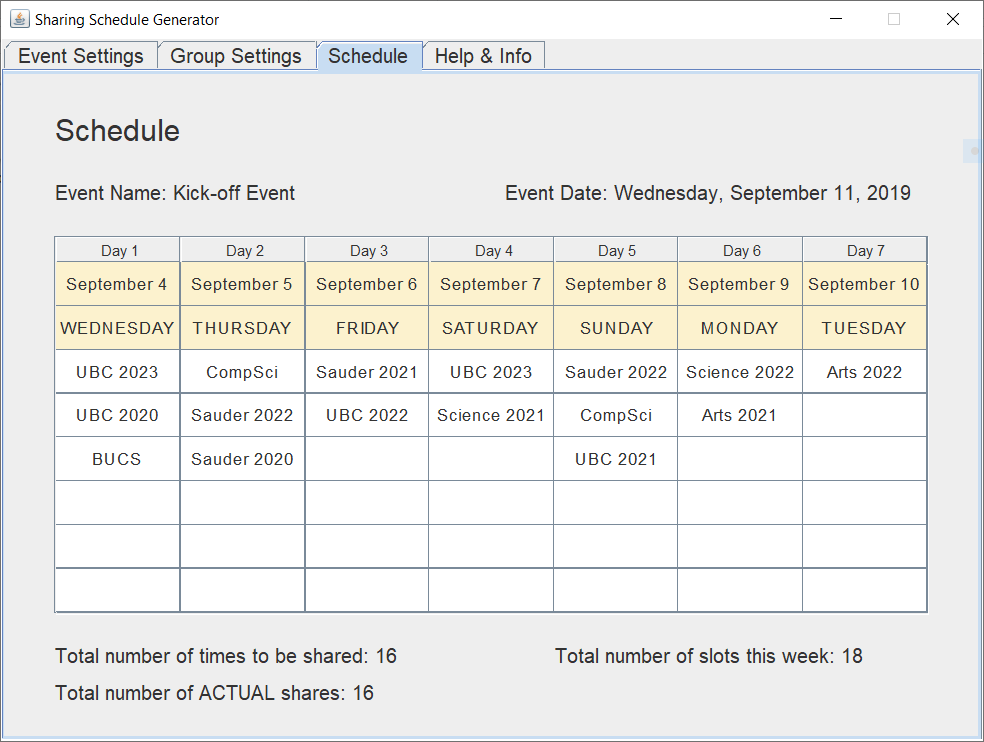 Sharing Schedule Generator
Event Settings Group Settings Schedule Help & Info
Schedule
Event Name: Kick-off Event Event Date: Wednesday, September 11, 2019
Day 1 Day 2 Day 3 Day 4 Day 5 Day 6 Day 7
September 4 September 5 September 6 September 7 September 8 September 9 September 10
WEDNESDAY THURSDAY FRIDAY SATURDAY SUNDAY MONDAY TUESDAY
UBC 2023 CompSci Sauder 2021 UBC 2023 Sauder 2022 Science 2022 Arts 2022
UBC 2020 Sauder 2022 UBC 2022 Science 2021 CompSci Arts 2021
BUCS Sauder 2020 UBC 2021
Total number of times to be shared: 16 Total number of slots this week: 18
Total number of ACTUAL shares: 16